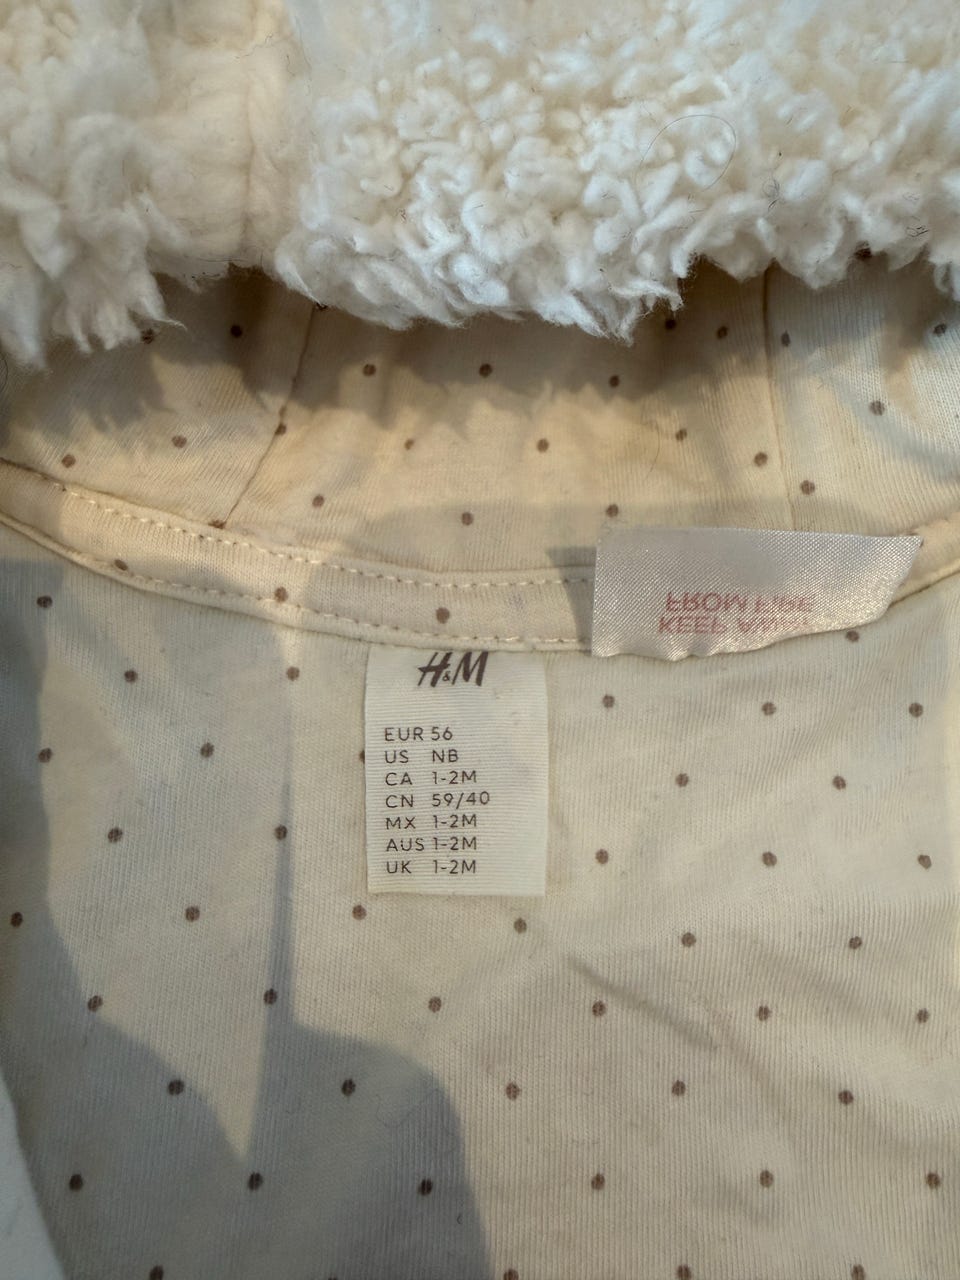 H&M
EUR 56
US NB
CA 1-2M
CN 59/40
MX 1-2M
AUS 1-2M
UK 1-2M
KEEP AWAY
FROM FIRE